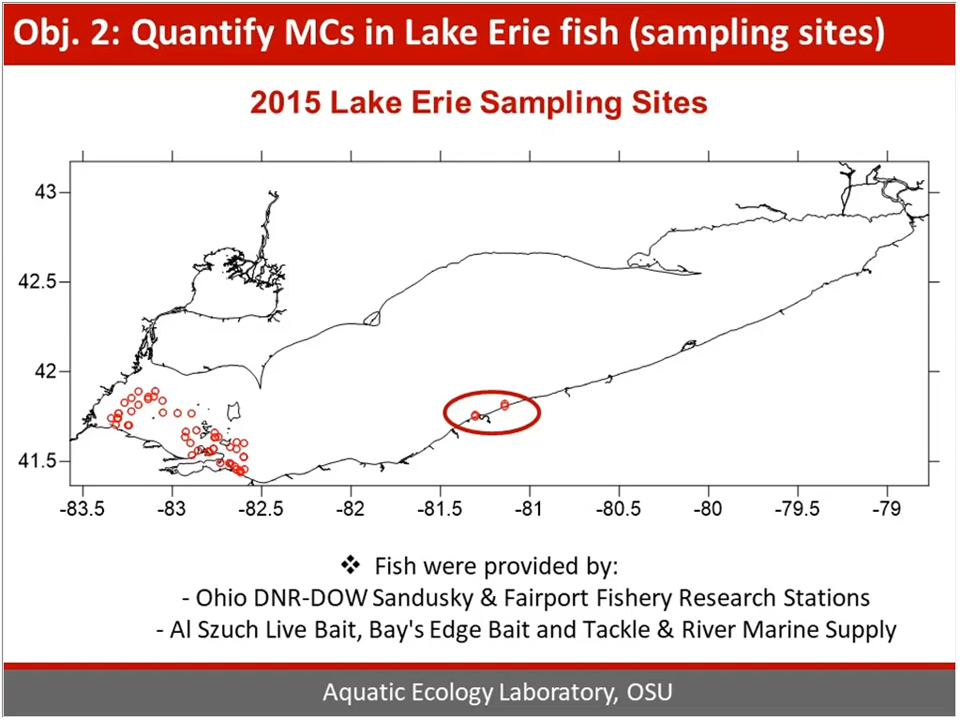 Obj. 2: Quantify MCs in Lake Erie fish (sampling sites)
2015 Lake Erie Sampling Sites
43
42.5
42
41.5
-83.5 -83 -82.5 -82 -81.5 -81 -80.5 -80 -79.5 -79
❖ Fish were provided by:
- Ohio DNR-DOW Sandusky & Fairport Fishery Research Stations
- Al Szuch Live Bait, Bay's Edge Bait and Tackle & River Marine Supply
Aquatic Ecology Laboratory, OSU